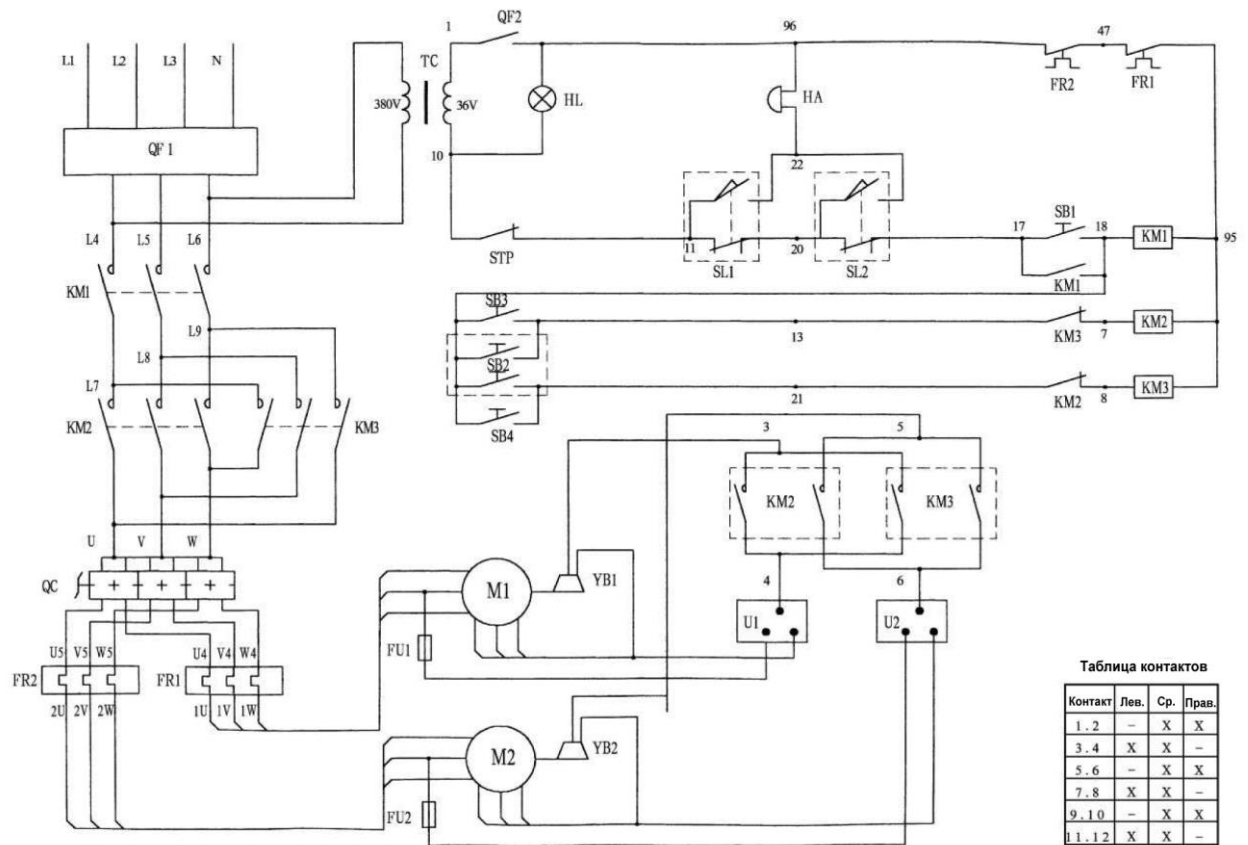 1
QF2
96
47
L1
L2
L3
N
TC
380V
36V
HL
HA
FR2
FR1
QF 1
10
22
L4
L5
L6
STP
11
SL1
20
SL2
17
SB1
18
KM1
95
KM1
KM1
L9
SB3
13
KM3
7
KM2
L8
SB2
L7
21
KM2
8
KM3
KM2
KM3
SB4
3
5
KM2
KM3
U
V
W
QC
M1
YB1
4
6
U1
U2
FU1
U5
V5
W5
U4
V4
W4
FR2
FR1
2U
2V
2W
1U
1V
1W
M2
YB2
FU2
Таблица контактов
Контакт Лев. Ср. Прав.
1.2 – X X
3.4 X X –
5.6 – X X
7.8 X X –
9.10 – X X
11.12 X X –